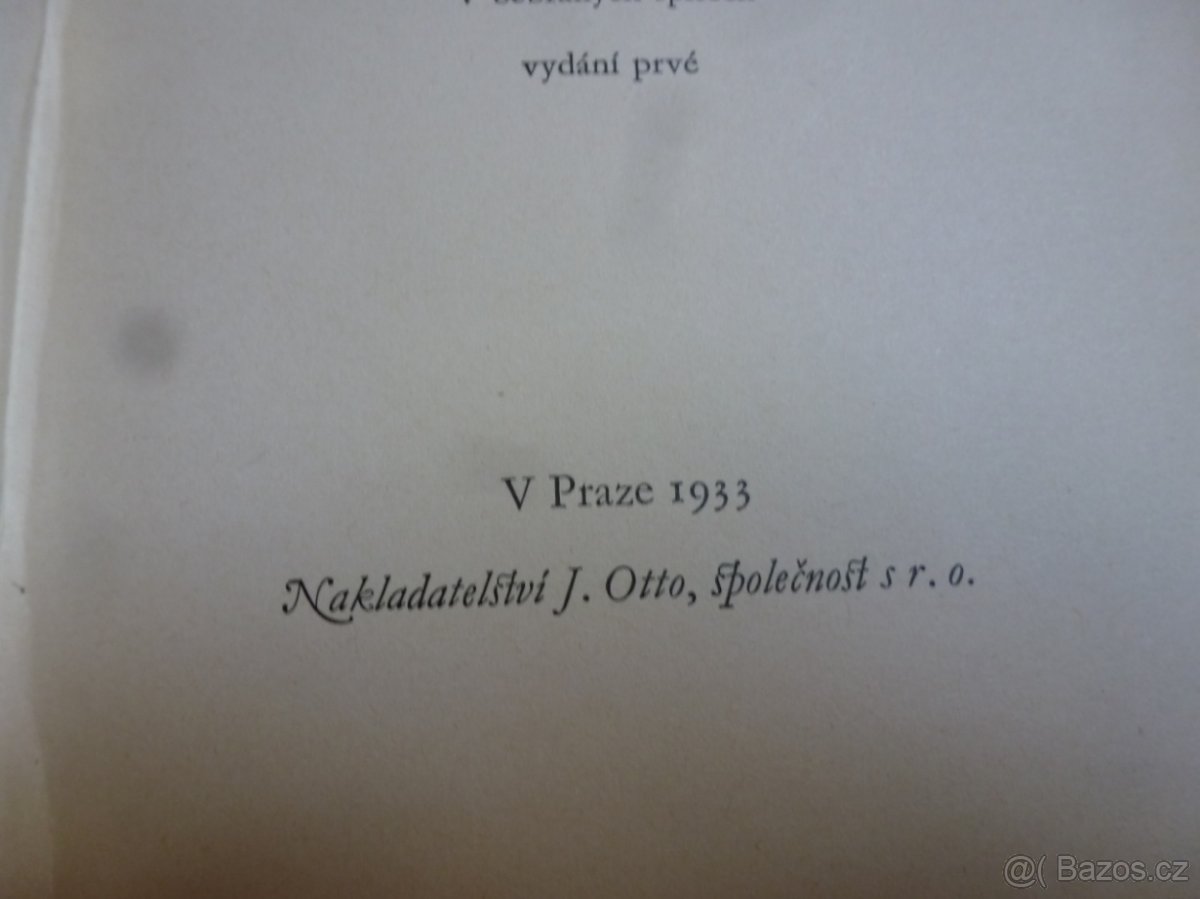 vydání prvé
V Praze 1933
Nakladatelství J. Otto, společnost s r. o.
@( Bazos.cz